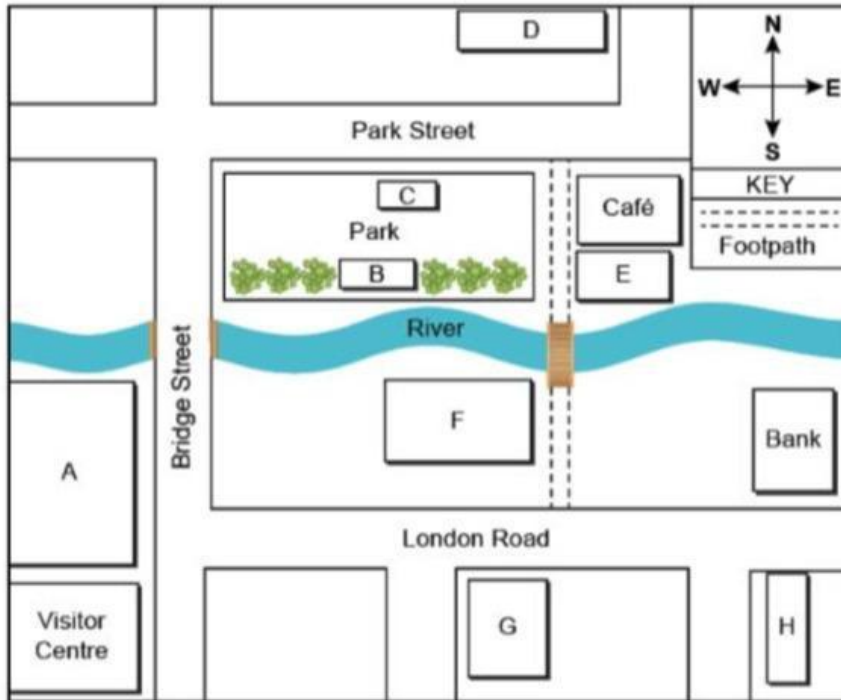 D
N
W E
S
Park Street
KEY
Footpath
C
Park
B
Café
E
River
Bridge Street
A
F
Bank
London Road
Visitor
Centre
G
H